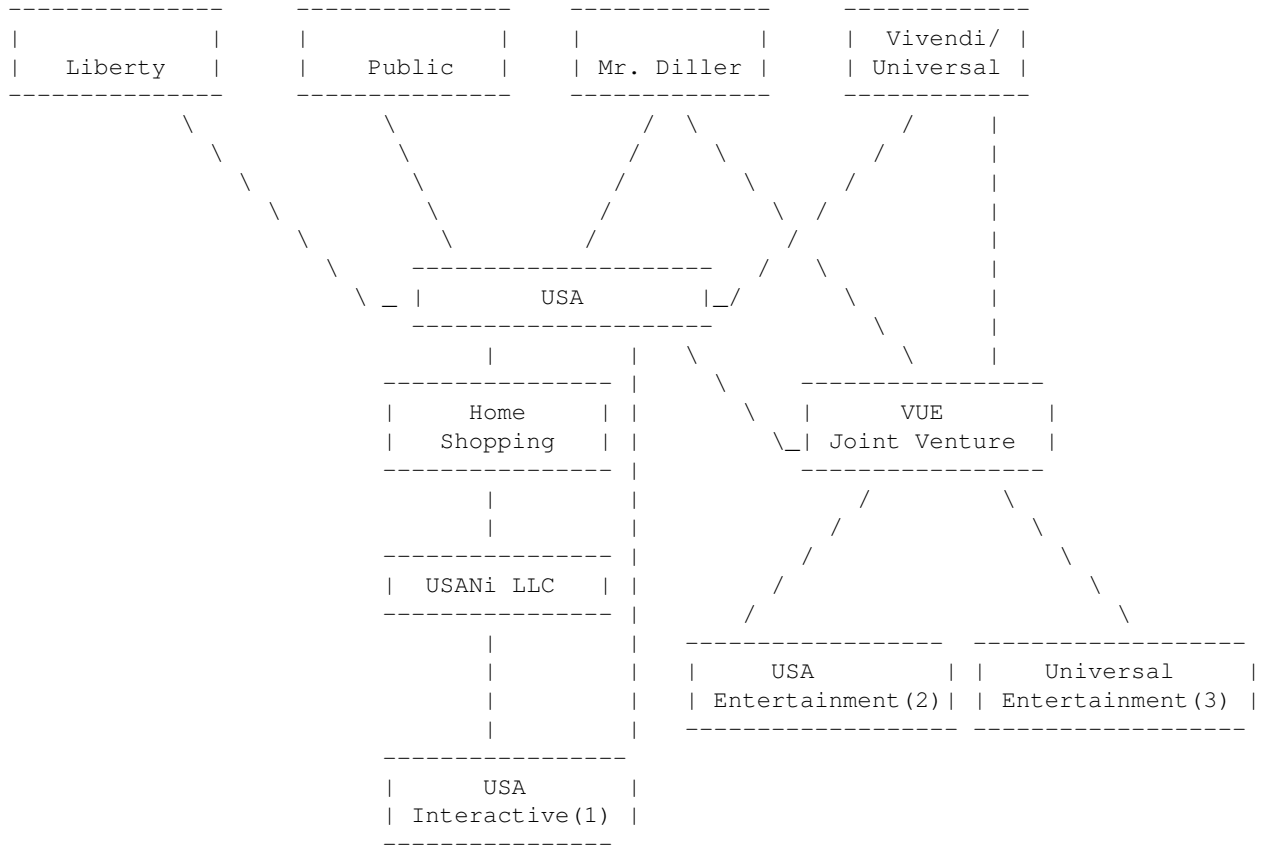 Liberty
Public
Mr. Diller
Vivendi/
Universal
USA
Home
Shopping
VUE
Joint Venture
USANi LLC
USA
Entertainment(2)
Universal
Entertainment(3)
USA
Interactive(1)